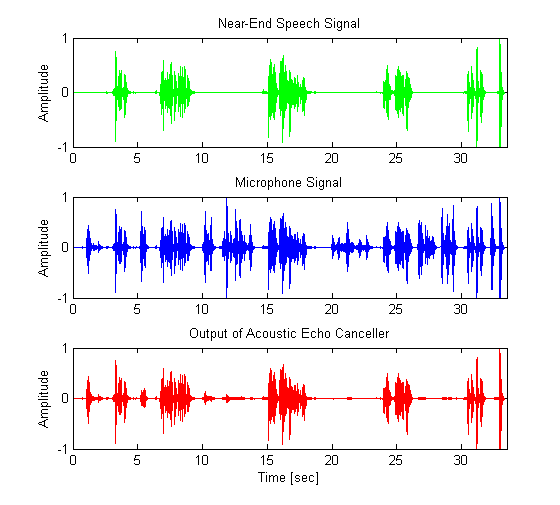 Near-End Speech Signal
1
0
-1
Amplitude
0 5 10 15 20 25 30
Microphone Signal
1
0
-1
Amplitude
0 5 10 15 20 25 30
Output of Acoustic Echo Canceller
1
0
-1
Amplitude
0 5 10 15 20 25 30
Time [sec]